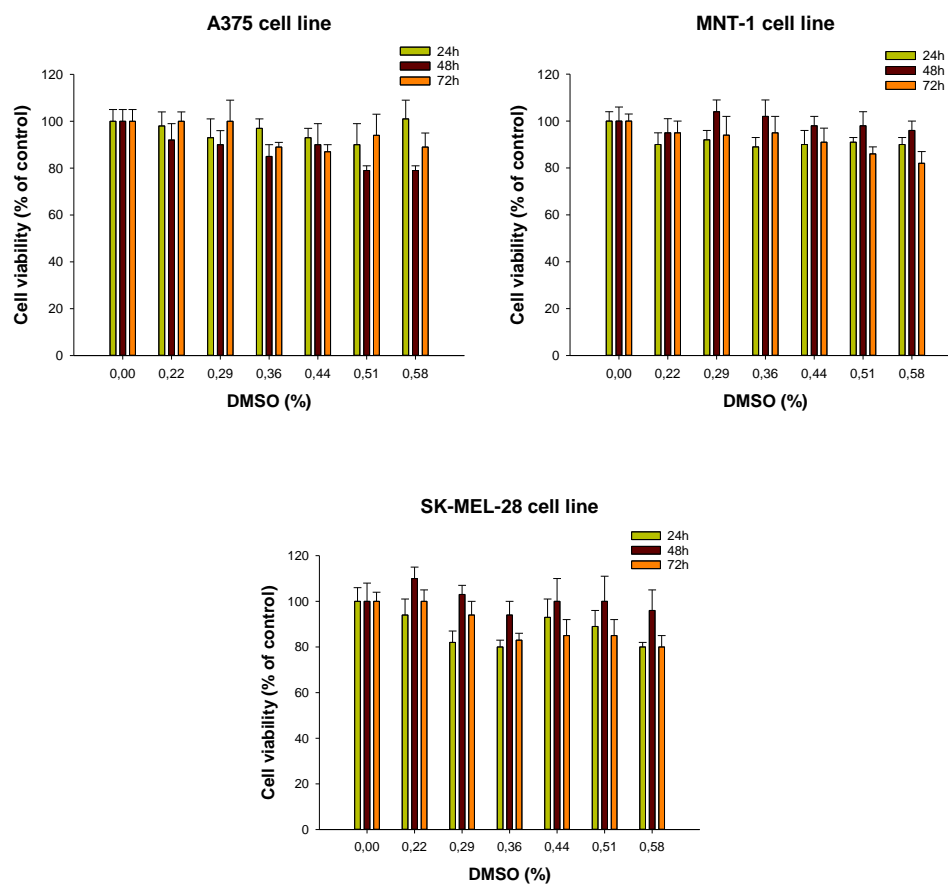 A375 cell line
24h
48h
72h
Cell viability (% of control)
120
100
80
60
40
20
0
0,00 0,22 0,29 0,36 0,44 0,51 0,58
DMSO (%)
MNT-1 cell line
24h
48h
72h
Cell viability (% of control)
120
100
80
60
40
20
0
0,00 0,22 0,29 0,36 0,44 0,51 0,58
DMSO (%)
SK-MEL-28 cell line
24h
48h
72h
Cell viability (% of control)
120
100
80
60
40
20
0
0,00 0,22 0,29 0,36 0,44 0,51 0,58
DMSO (%)